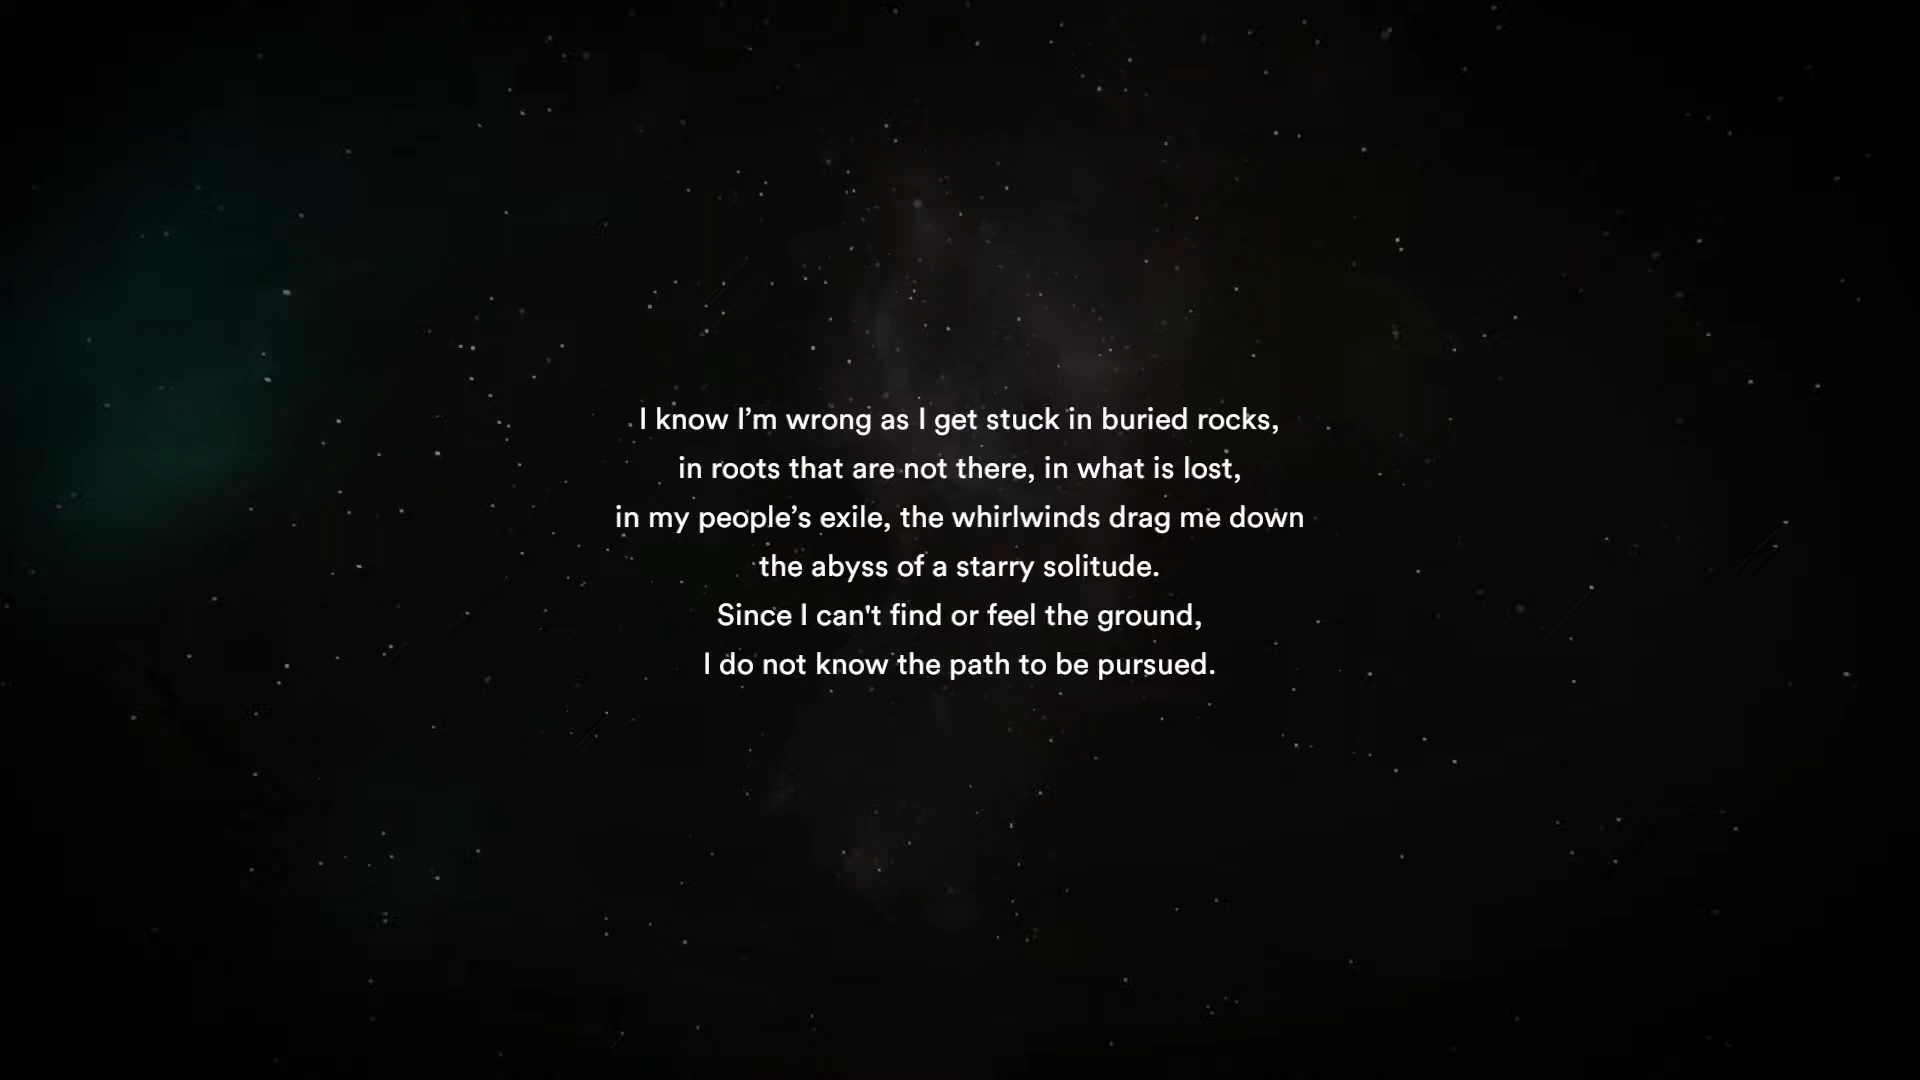 I know I’m wrong as I get stuck in buried rocks,
in roots that are not there, in what is lost,
in my people’s exile, the whirlwinds drag me down
the abyss of a starry solitude.
Since I can't find or feel the ground,
I do not know the path to be pursued.